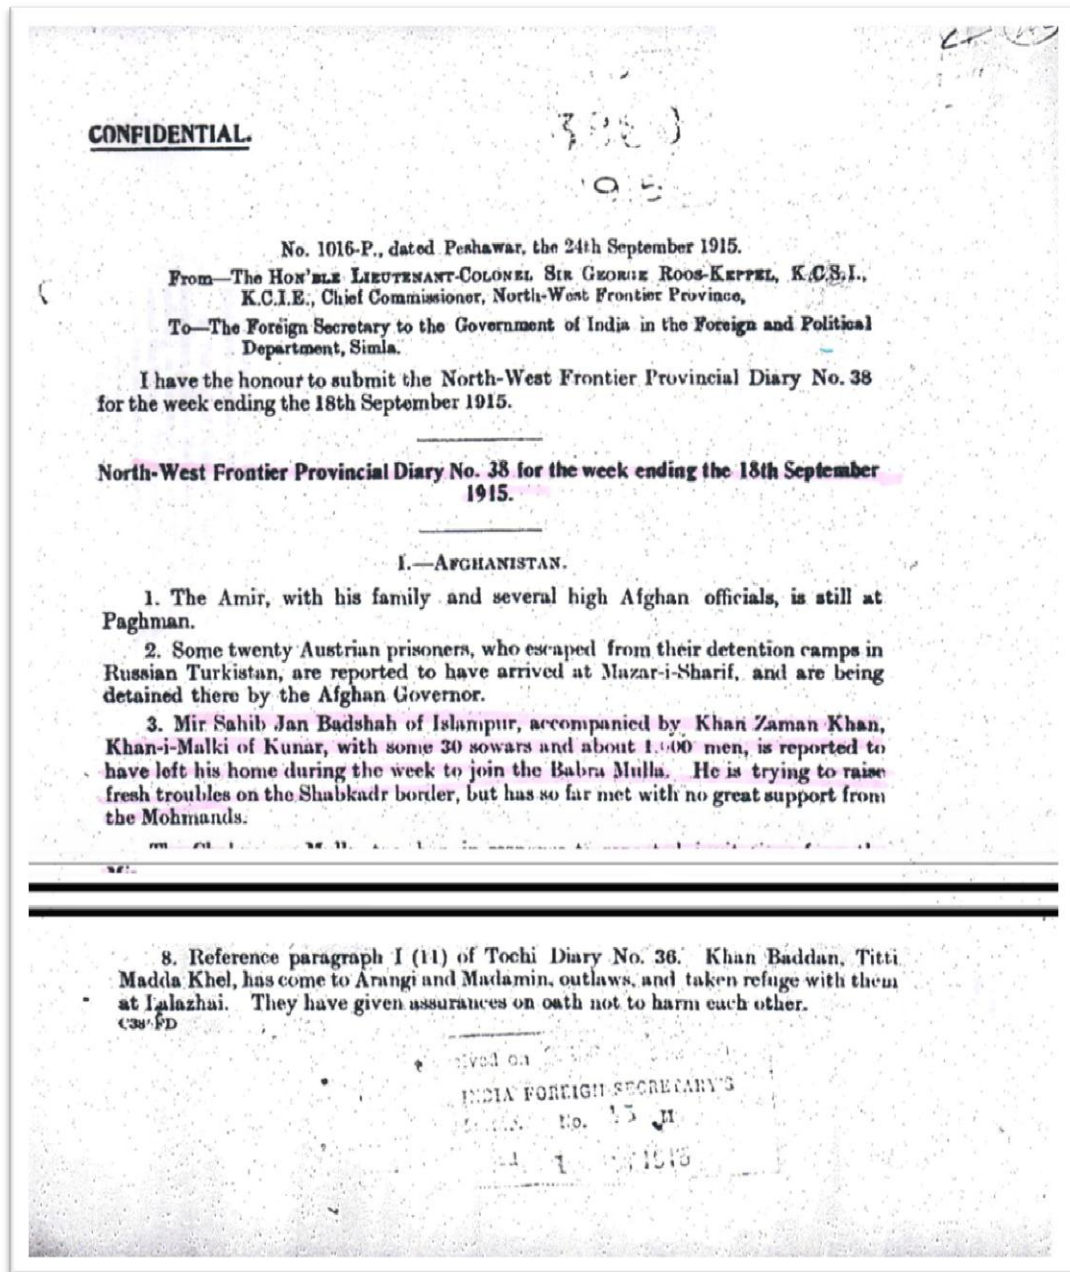 CONFIDENTIAL.
No. 1016-P., dated Peshawar, the 24th September 1915.
From—The HON'BLE LIEUTENANT-COLONEL SIR GEORGE ROOS-KEPPEL, K.C.S.I.,
K.C.I.E., Chief Commissioner, North-West Frontier Province,
To—The Foreign Secretary to the Government of India in the Foreign and Political
Department, Simla.
I have the honour to submit the North-West Frontier Provincial Diary No. 38
for the week ending the 18th September 1915.
North-West Frontier Provincial Diary No. 38 for the week ending the 18th September
1915.
I.—AFGHANISTAN.
1. The Amir, with his family and several high Afghan officials, is still at
Paghman.
2. Some twenty Austrian prisoners, who escaped from their detention camps in
Russian Turkistan, are reported to have arrived at Mazar-i-Sharif, and are being
detained there by the Afghan Governor.
3. Mir Sahib Jan Badshah of Islampur, accompanied by Khan Zaman Khan,
Khan-i-Malki of Kunar, with some 30 sowars and about men, is reported to
have left his home during the week to join the Babra Mulla. He is trying to raise
fresh troubles on the Shabkadr border, but has so far met with no great support from
the Mohmands.
8. Reference paragraph I (11) of Tochi Diary No. 36. Khan Baddan, Titti
Madda Khel, has come to Arangi and Madamin, outlaws, and taken refuge with them
at They have given assurances on oath not to harm each other.
C38 FD
on
INDIA FOREIGN SECRETARY'S
No.